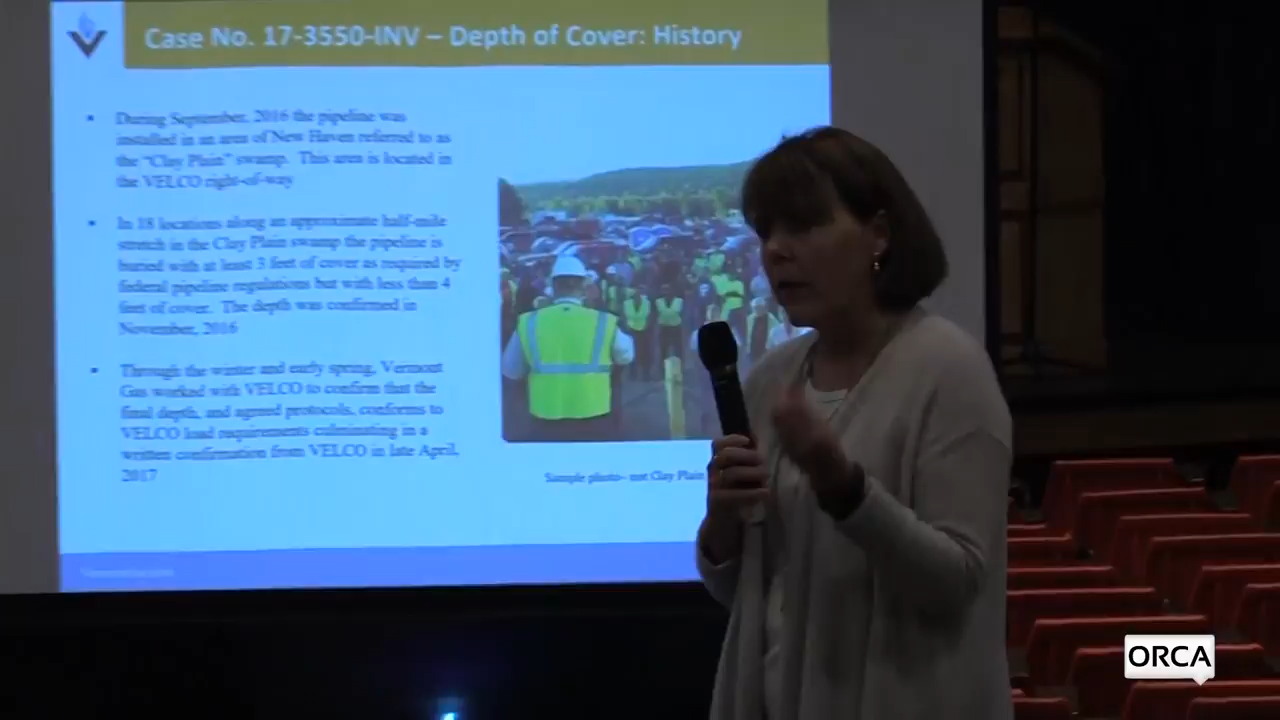 Case No. 17-3550-INV – Depth of Cover: History
• During September, 2016 the pipeline was
installed in an area of New Haven referred to as
the "Clay Plain" swamp. This area is located in
the VELCO right-of-way
• In 18 locations along an approximate half-mile
stretch in the Clay Plain swamp the pipeline is
buried with at least 3 feet of cover as required by
federal pipeline regulations but with less than 4
feet of cover. The depth was confirmed in
November, 2016
• Through the winter and early spring, Vermont
Gas worked with VELCO to confirm that the
final depth, and agreed protocols, conforms to
VELCO load requirements culminating in a
written confirmation from VELCO in late April,
2017
Sample photo- not Clay Plain
ORCA